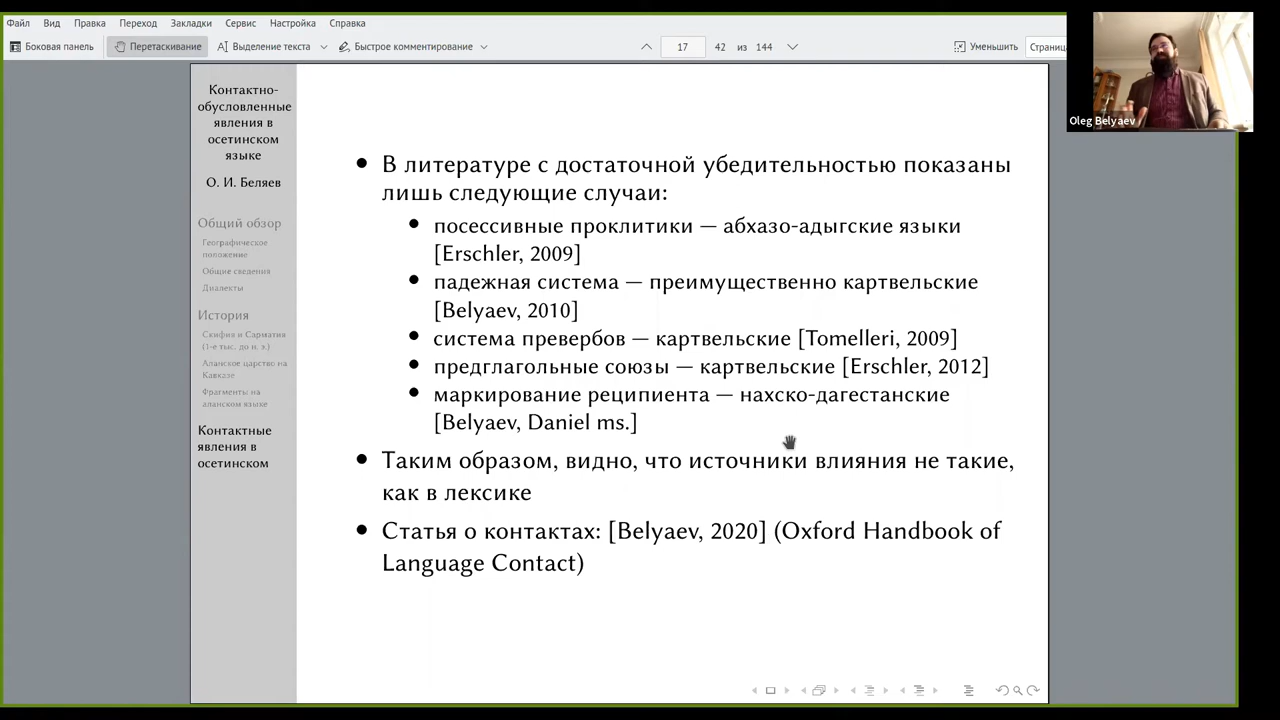 Файл Вид Правка Переход Закладки Сервис Настройка Справка
Боковая панель Перетаскивание Выделение текста Быстрое комментирование 17 42 из 144 Уменьшить Страница
Oleg Belyaev
Контактно-
обусловленные
явления в
осетинском
языке
О. И. Беляев
Общий обзор
Географическое
положение
Общие сведения
Диалекты
История
Скифия и Сарматия
(1-е тыс. до н. э.)
Аланское царство на
Кавказе
Фрагменты на
аланском языке
Контактные
явления в
осетинском
• В литературе с достаточной убедительностью показаны
лишь следующие случаи:
• посессивные проклитики — абхазо-адыгские языки
[Erschler, 2009]
• падежная система — преимущественно картвельские
[Belyaev, 2010]
• система превербов — картвельские [Tomelleri, 2009]
• предглагольные союзы — картвельские [Erschler, 2012]
• маркирование реципиента — нахско-дагестанские
[Belyaev, Daniel ms.]
• Таким образом, видно, что источники влияния не такие,
как в лексике
• Статья о контактах: [Belyaev, 2020] (Oxford Handbook of
Language Contact)